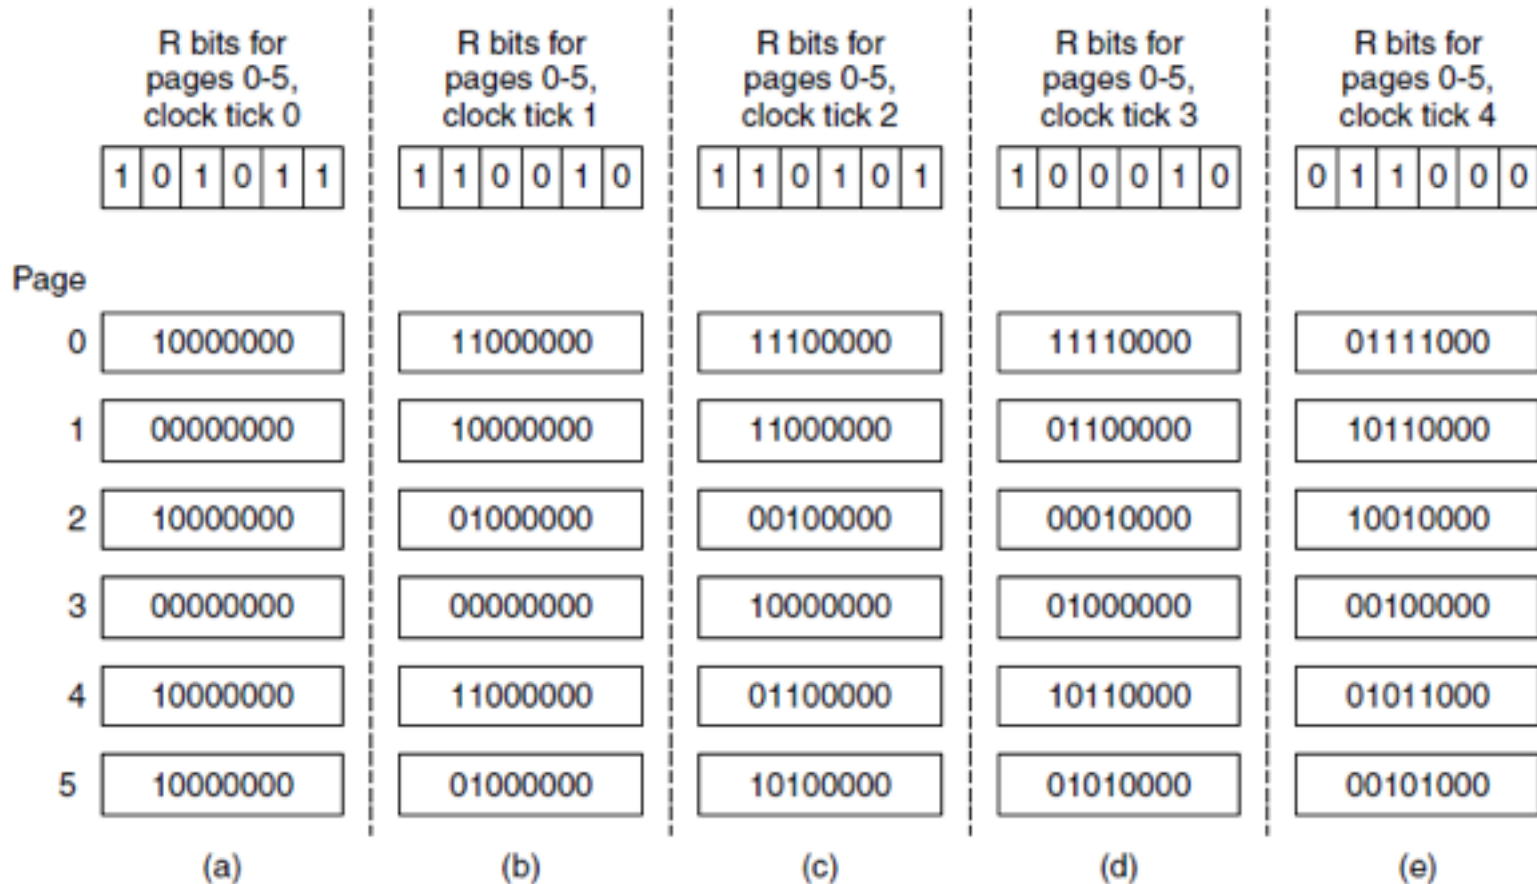 R bits for pages 0-5, clock tick 0
R bits for pages 0-5, clock tick 1
R bits for pages 0-5, clock tick 2
R bits for pages 0-5, clock tick 3
R bits for pages 0-5, clock tick 4
1 0 1 0 1 1
1 1 0 0 1 0
1 1 0 1 0 1
1 0 0 0 1 0
0 1 1 0 0 0
Page
0 10000000 11000000 11100000 11110000 01111000
1 00000000 10000000 11000000 01100000 10110000
2 10000000 01000000 00100000 00010000 10010000
3 00000000 00000000 10000000 01000000 00100000
4 10000000 11000000 01100000 10110000 01011000
5 10000000 01000000 10100000 01010000 00101000
(a) (b) (c) (d) (e)